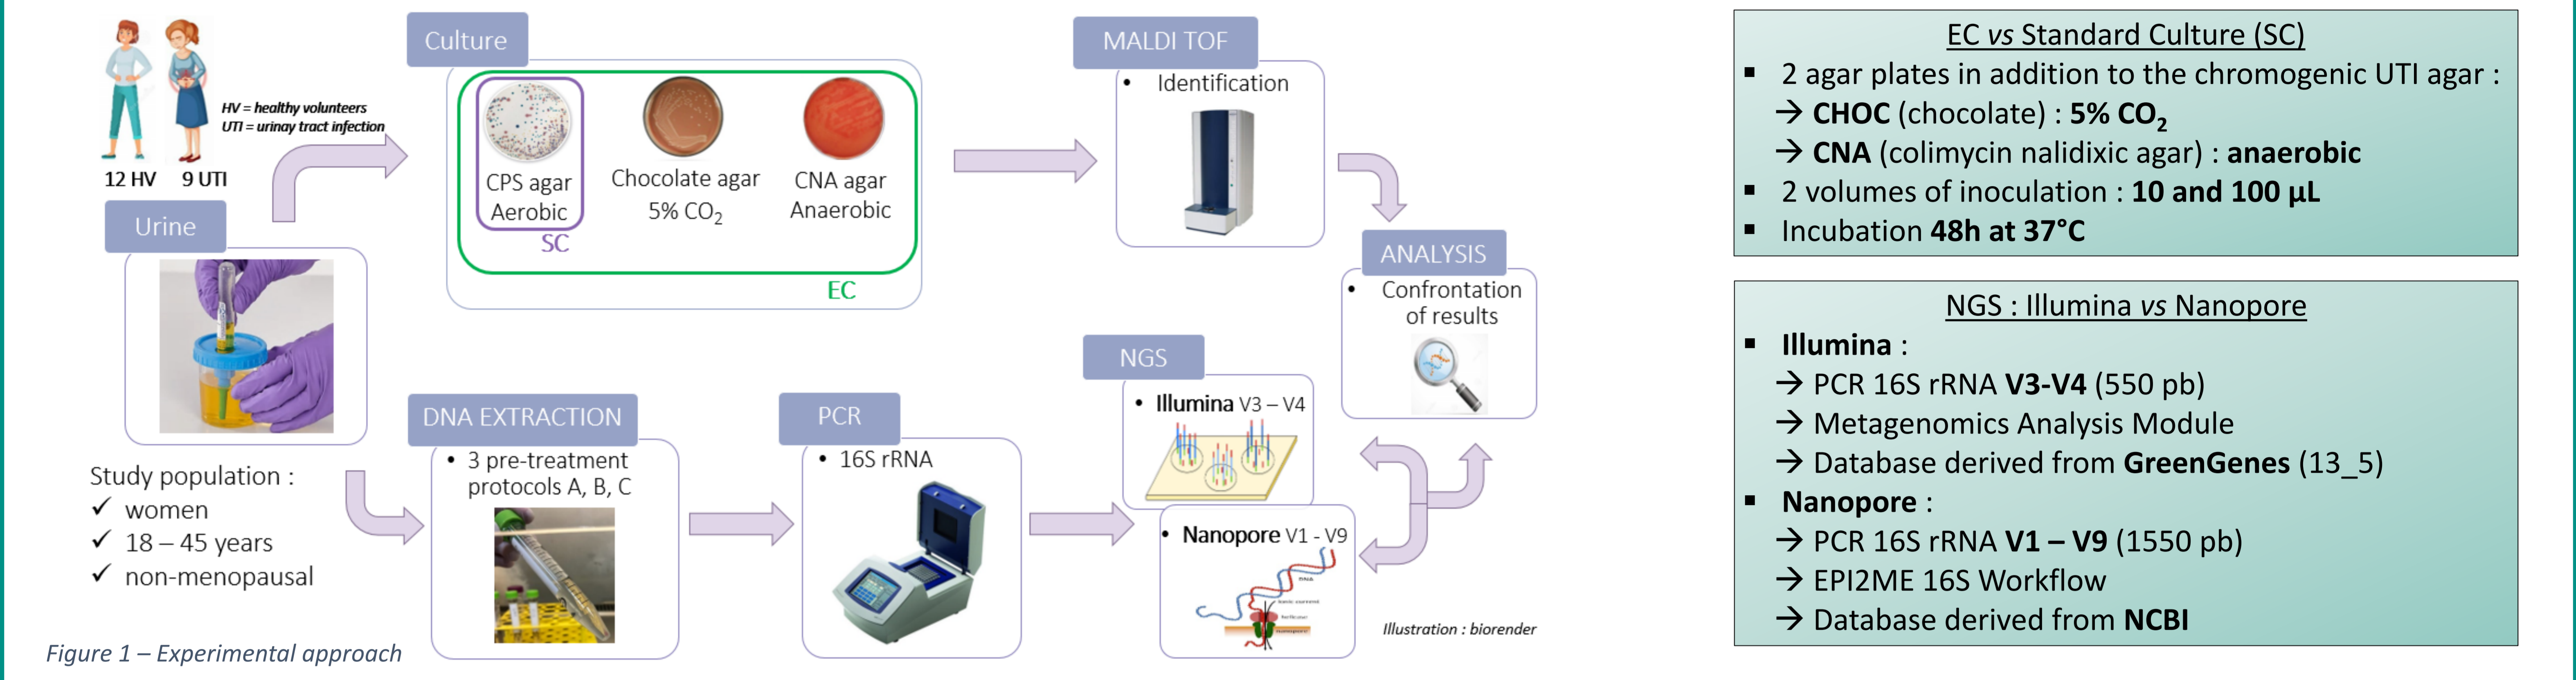 HV = healthy volunteers
UTI = urinay tract infection
12 HV
9 UTI
Urine
Study population :
✓ women
✓ 18 – 45 years
✓ non-menopausal
Culture
CPS agar
Aerobic
SC
Chocolate agar
5% CO₂
CNA agar
Anaerobic
EC
MALDI TOF
• Identification
DNA EXTRACTION
• 3 pre-treatment
protocols A, B, C
PCR
• 16S rRNA
NGS
• Illumina V3 – V4
• Nanopore V1 - V9
ANALYSIS
• Confrontation
of results
Illustration : biorender
Figure 1 – Experimental approach
EC vs Standard Culture (SC)
▪ 2 agar plates in addition to the chromogenic UTI agar :
→ CHOC (chocolate) : 5% CO₂
→ CNA (colimycin nalidixic agar) : anaerobic
▪ 2 volumes of inoculation : 10 and 100 µL
▪ Incubation 48h at 37°C
NGS : Illumina vs Nanopore
▪ Illumina :
→ PCR 16S rRNA V3-V4 (550 pb)
→ Metagenomics Analysis Module
→ Database derived from GreenGenes (13_5)
▪ Nanopore :
→ PCR 16S rRNA V1 – V9 (1550 pb)
→ EPI2ME 16S Workflow
→ Database derived from NCBI